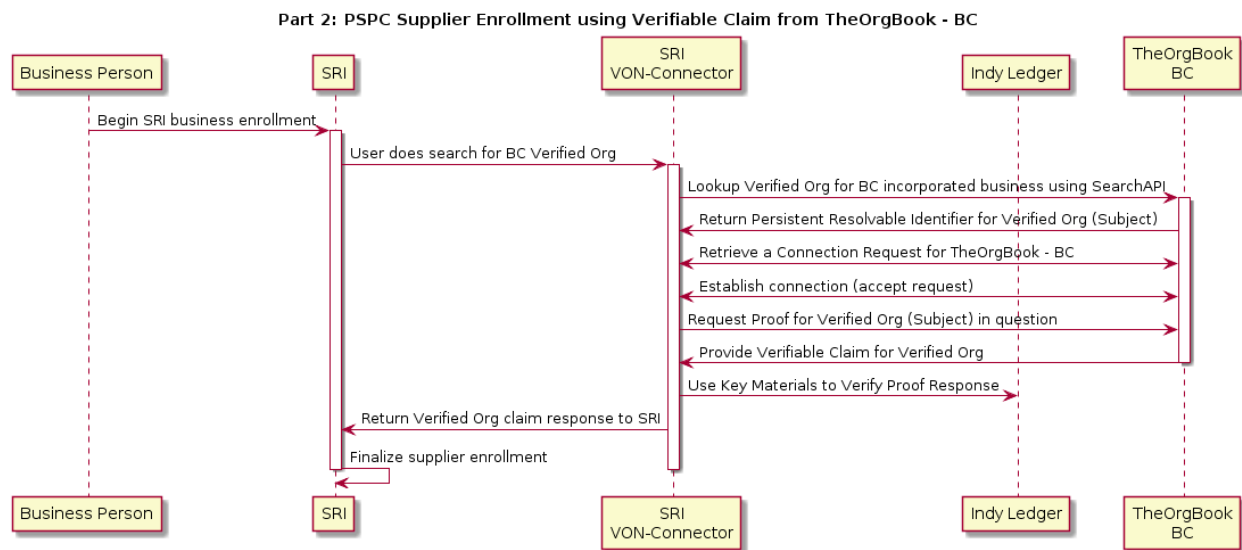 Part 2: PSPC Supplier Enrollment using Verifiable Claim from TheOrgBook - BC
Business Person
SRI
SRI
VON-Connector
Indy Ledger
TheOrgBook
BC
Begin SRI business enrollment
User does search for BC Verified Org
Lookup Verified Org for BC incorporated business using SearchAPI
Return Persistent Resolvable Identifier for Verified Org (Subject)
Retrieve a Connection Request for TheOrgBook - BC
Establish connection (accept request)
Request Proof for Verified Org (Subject) in question
Provide Verifiable Claim for Verified Org
Use Key Materials to Verify Proof Response
Return Verified Org claim response to SRI
Finalize supplier enrollment
Business Person
SRI
SRI
VON-Connector
Indy Ledger
TheOrgBook
BC